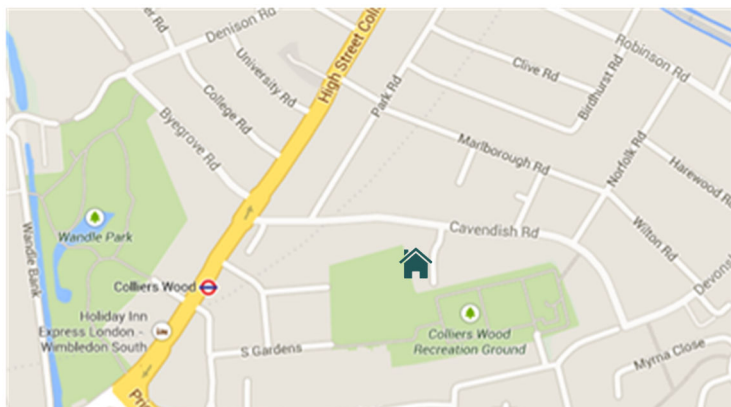 Denison Rd
Robinson Rd
High Street
University Rd
Clive Rd
Birdhurst Rd
College Rd
Park Rd
Byegrove Rd
Marlborough Rd
Norfolk Rd
Harewood Rd
Wandle Park
Wandle Bank
Cavendish Rd
Wilton Rd
Colliers Wood
Holiday Inn
Express London -
Wimbledon South
S Gardens
Colliers Wood
Recreation Ground
Myrna Close